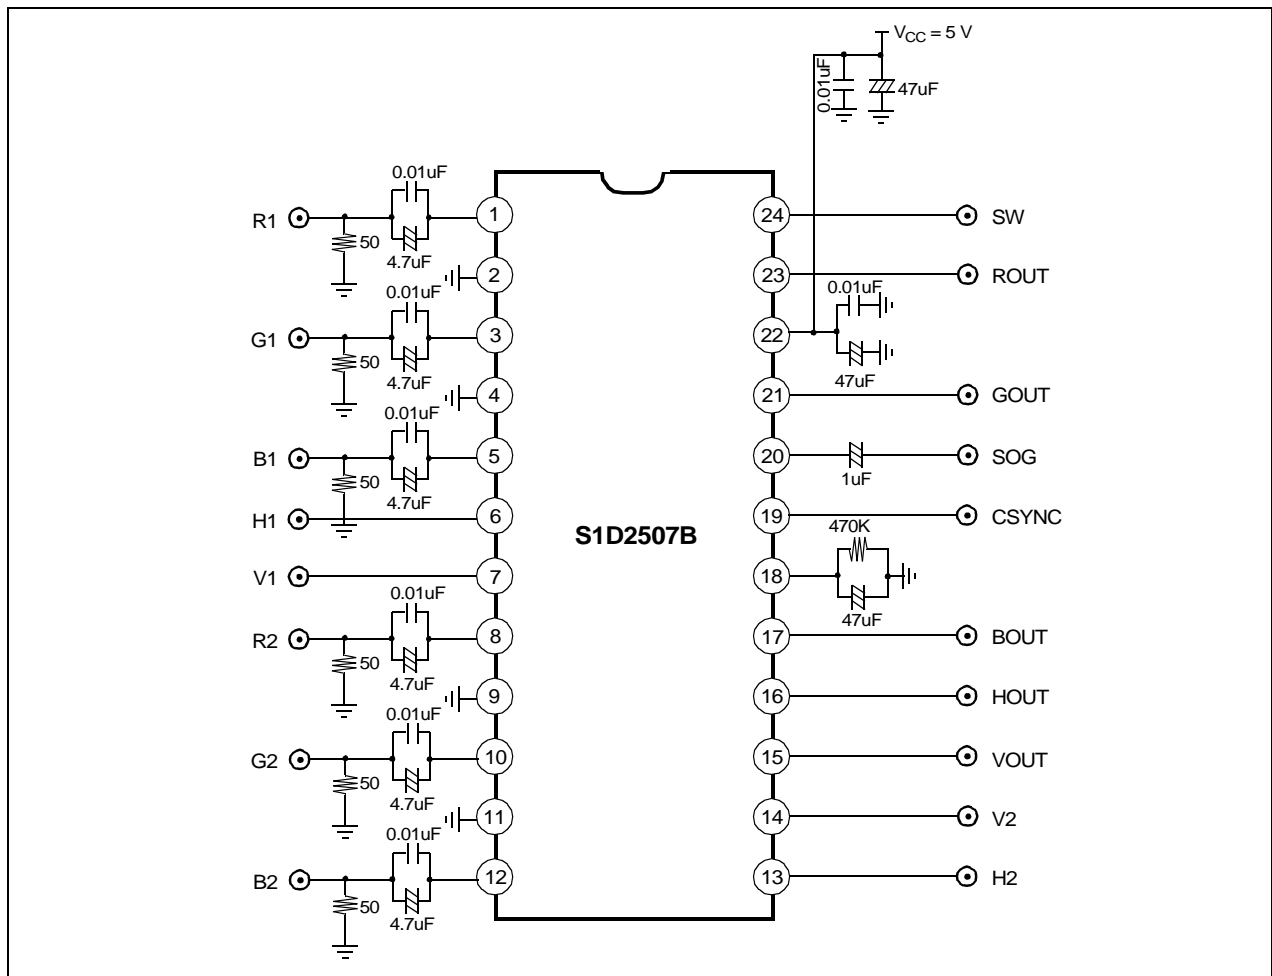 VCC = 5 V
0.01uF
47uF
0.01uF
R1
50
4.7uF
1
24
SW
2
23
ROUT
0.01uF
0.01uF
G1
50
4.7uF
3
22
47uF
4
21
GOUT
0.01uF
B1
50
4.7uF
5
20
1uF
SOG
H1
6
S1D2507B
19
CSYNC
470K
V1
7
18
47uF
0.01uF
R2
50
4.7uF
8
17
BOUT
9
16
HOUT
0.01uF
G2
50
4.7uF
10
15
VOUT
11
14
V2
0.01uF
B2
50
4.7uF
12
13
H2